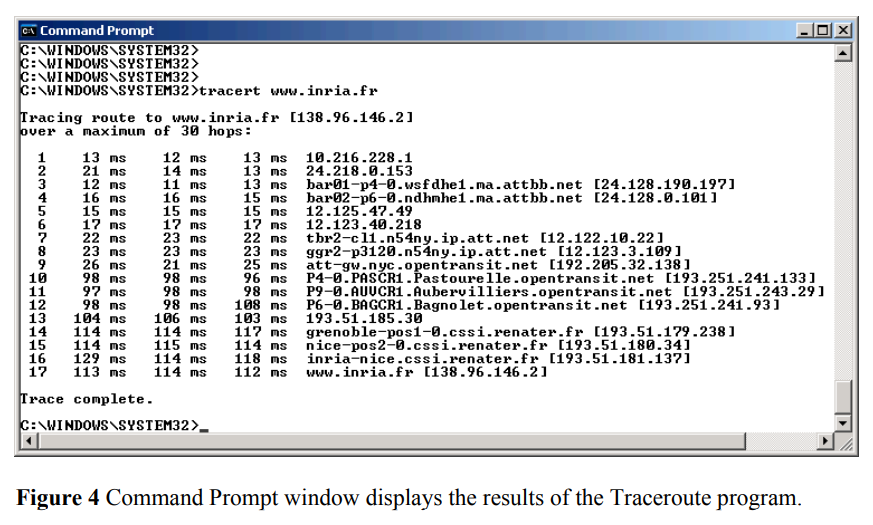 Command Prompt
C:\WINDOWS\SYSTEM32>
C:\WINDOWS\SYSTEM32>
C:\WINDOWS\SYSTEM32>
C:\WINDOWS\SYSTEM32>tracert www.inria.fr
Tracing route to www.inria.fr [138.96.146.2]
over a maximum of 30 hops:
1 13 ms 12 ms 13 ms 10.216.228.1
2 21 ms 14 ms 13 ms 24.218.0.153
3 12 ms 11 ms 13 ms bar01-p4-0.wsfdhe1.ma.attbb.net [24.128.190.197]
4 16 ms 16 ms 15 ms bar02-p6-0.ndhmhe1.ma.attbb.net [24.128.0.101]
5 15 ms 15 ms 15 ms 12.125.47.49
6 17 ms 17 ms 17 ms 12.123.40.218
7 22 ms 23 ms 22 ms tbr2-cl1.n54ny.ip.att.net [12.122.10.22]
8 23 ms 23 ms 23 ms ggr2-p3120.n54ny.ip.att.net [12.123.3.109]
9 26 ms 21 ms 25 ms att-gw.nyc.opentransit.net [192.205.32.138]
10 98 ms 98 ms 96 ms P4-0.PASCR1.Pastourelle.opentransit.net [193.251.241.133]
11 97 ms 98 ms 98 ms P9-0.AUVCR1.Aubervilliers.opentransit.net [193.251.243.29]
12 98 ms 98 ms 108 ms P6-0.BAGCR1.Bagnolet.opentransit.net [193.251.241.93]
13 104 ms 106 ms 103 ms 193.51.185.30
14 114 ms 114 ms 117 ms grenoble-pos1-0.cssi.renater.fr [193.51.179.238]
15 114 ms 115 ms 114 ms nice-pos2-0.cssi.renater.fr [193.51.180.34]
16 129 ms 114 ms 118 ms inria-nice.cssi.renater.fr [193.51.181.137]
17 113 ms 114 ms 112 ms www.inria.fr [138.96.146.2]
Trace complete.
C:\WINDOWS\SYSTEM32>_
Figure 4 Command Prompt window displays the results of the Traceroute program.